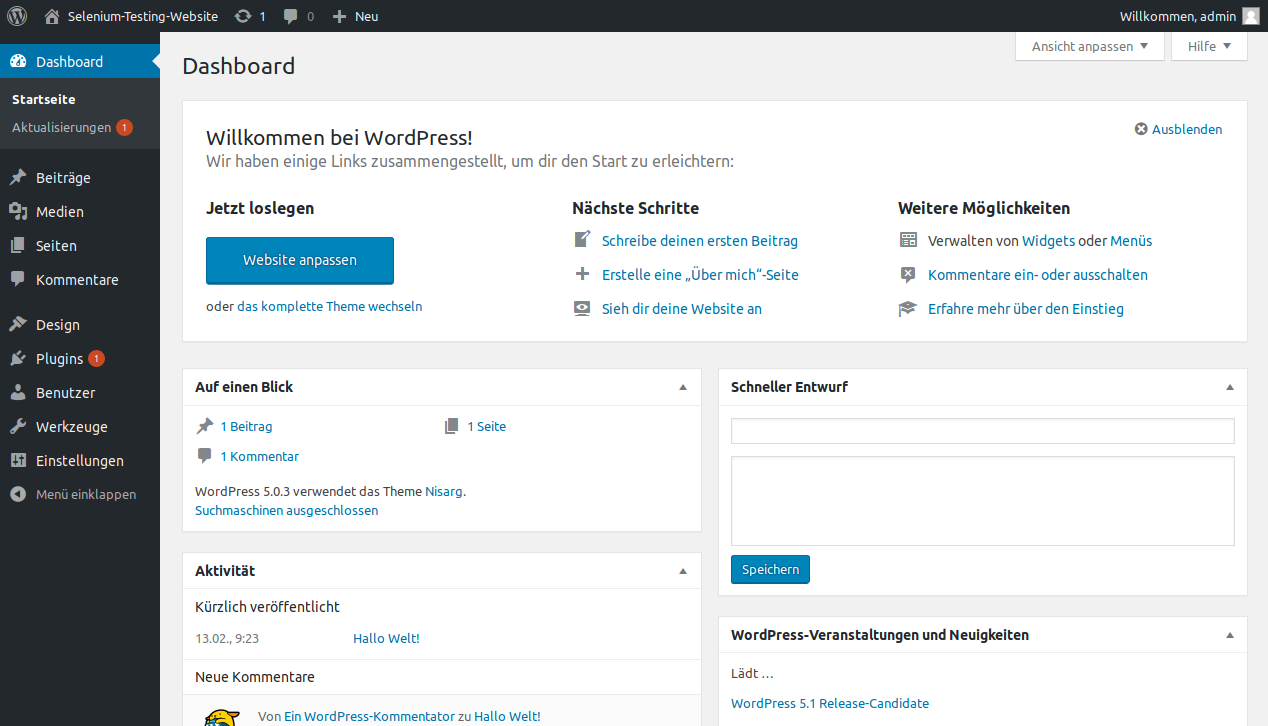 Selenium-Testing-Website 1 0 Neu Willkommen, admin
Dashboard
Startseite
Aktualisierungen 1
Beiträge
Medien
Seiten
Kommentare
Design
Plugins 1
Benutzer
Werkzeuge
Einstellungen
Menü einklappen
Ansicht anpassen Hilfe
Dashboard
Willkommen bei WordPress!
Ausblenden
Wir haben einige Links zusammengestellt, um dir den Start zu erleichtern:
Jetzt loslegen
Website anpassen
oder das komplette Theme wechseln
Nächste Schritte
Schreibe deinen ersten Beitrag
Erstelle eine „Über mich“-Seite
Sieh dir deine Website an
Weitere Möglichkeiten
Verwalten von Widgets oder Menüs
Kommentare ein- oder ausschalten
Erfahre mehr über den Einstieg
Auf einen Blick
1 Beitrag 1 Seite
1 Kommentar
WordPress 5.0.3 verwendet das Theme Nisarg.
Suchmaschinen ausgeschlossen
Aktivität
Kürzlich veröffentlicht
13.02., 9:23 Hallo Welt!
Neue Kommentare
Von Ein WordPress-Kommentator zu Hallo Welt!
Schneller Entwurf
Speichern
WordPress-Veranstaltungen und Neuigkeiten
Lädt …
WordPress 5.1 Release-Candidate